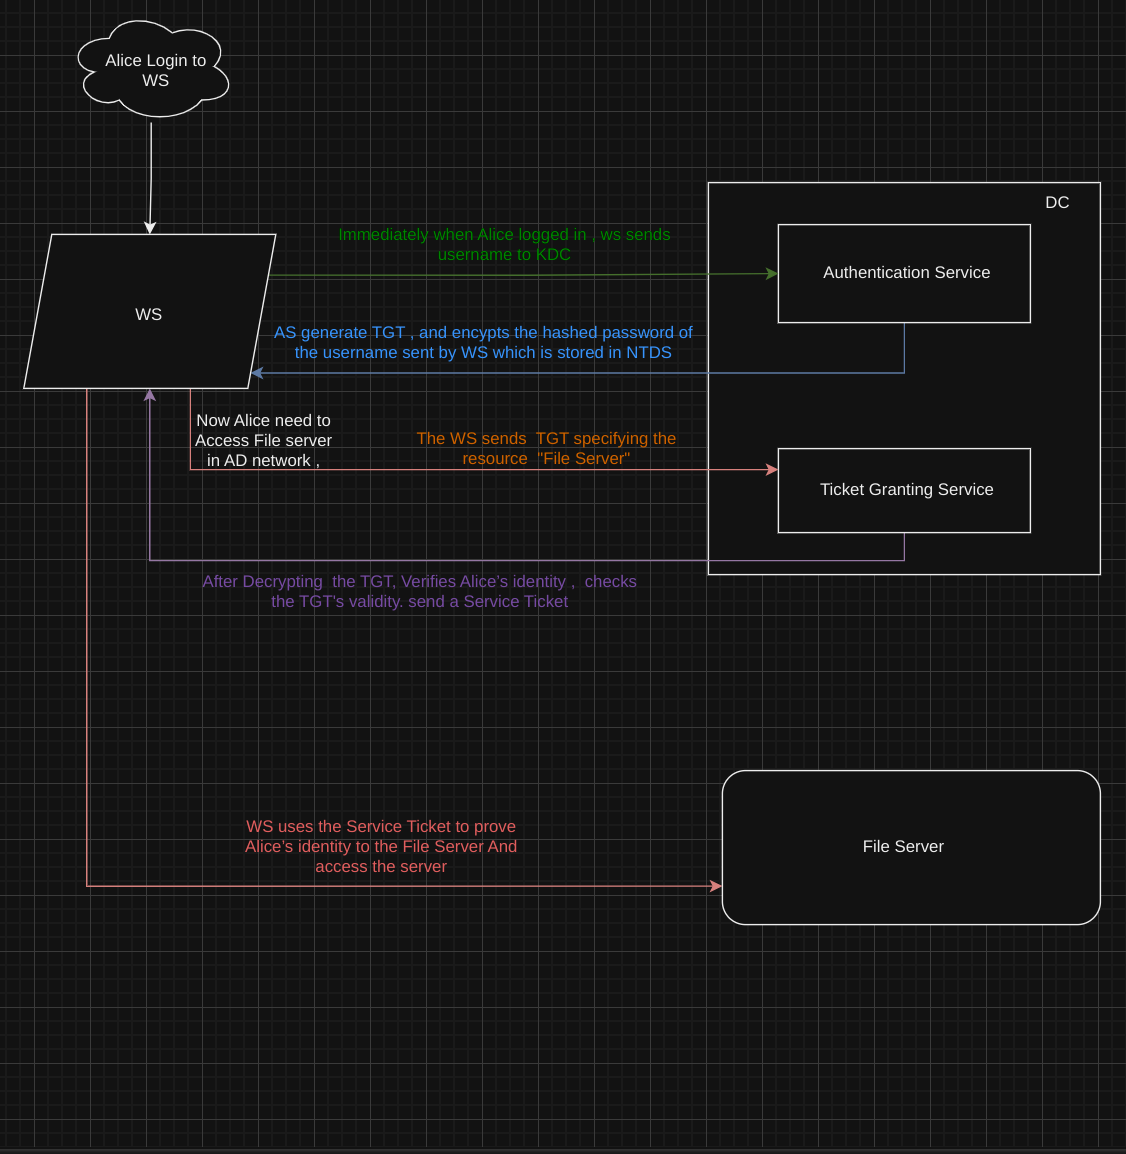 Alice Login to
WS
DC
Immediately when Alice logged in , ws sends
username to KDC
Authentication Service
WS
AS generate TGT , and encypts the hashed password of
the username sent by WS which is stored in NTDS
Now Alice need to
Access File server
in AD network ,
The WS sends  TGT specifying the
resource  "File Server"
Ticket Granting Service
After Decrypting  the TGT, Verifies Alice’s identity ,  checks
the TGT's validity. send a Service Ticket
WS uses the Service Ticket to prove
Alice’s identity to the File Server And
access the server
File Server